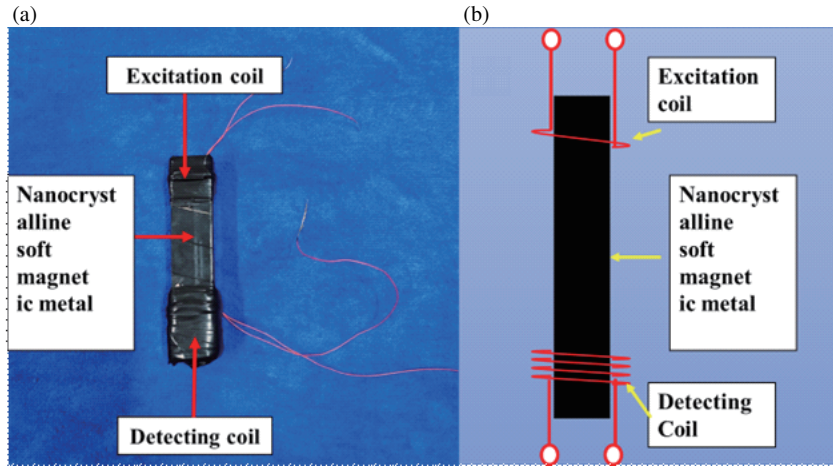 (a)
(b)
Excitation coil
Nanocryst
alline
soft
magnet
ic metal
Detecting coil
Excitation
coil
Nanocryst
alline
soft
magnet
ic metal
Detecting
Coil